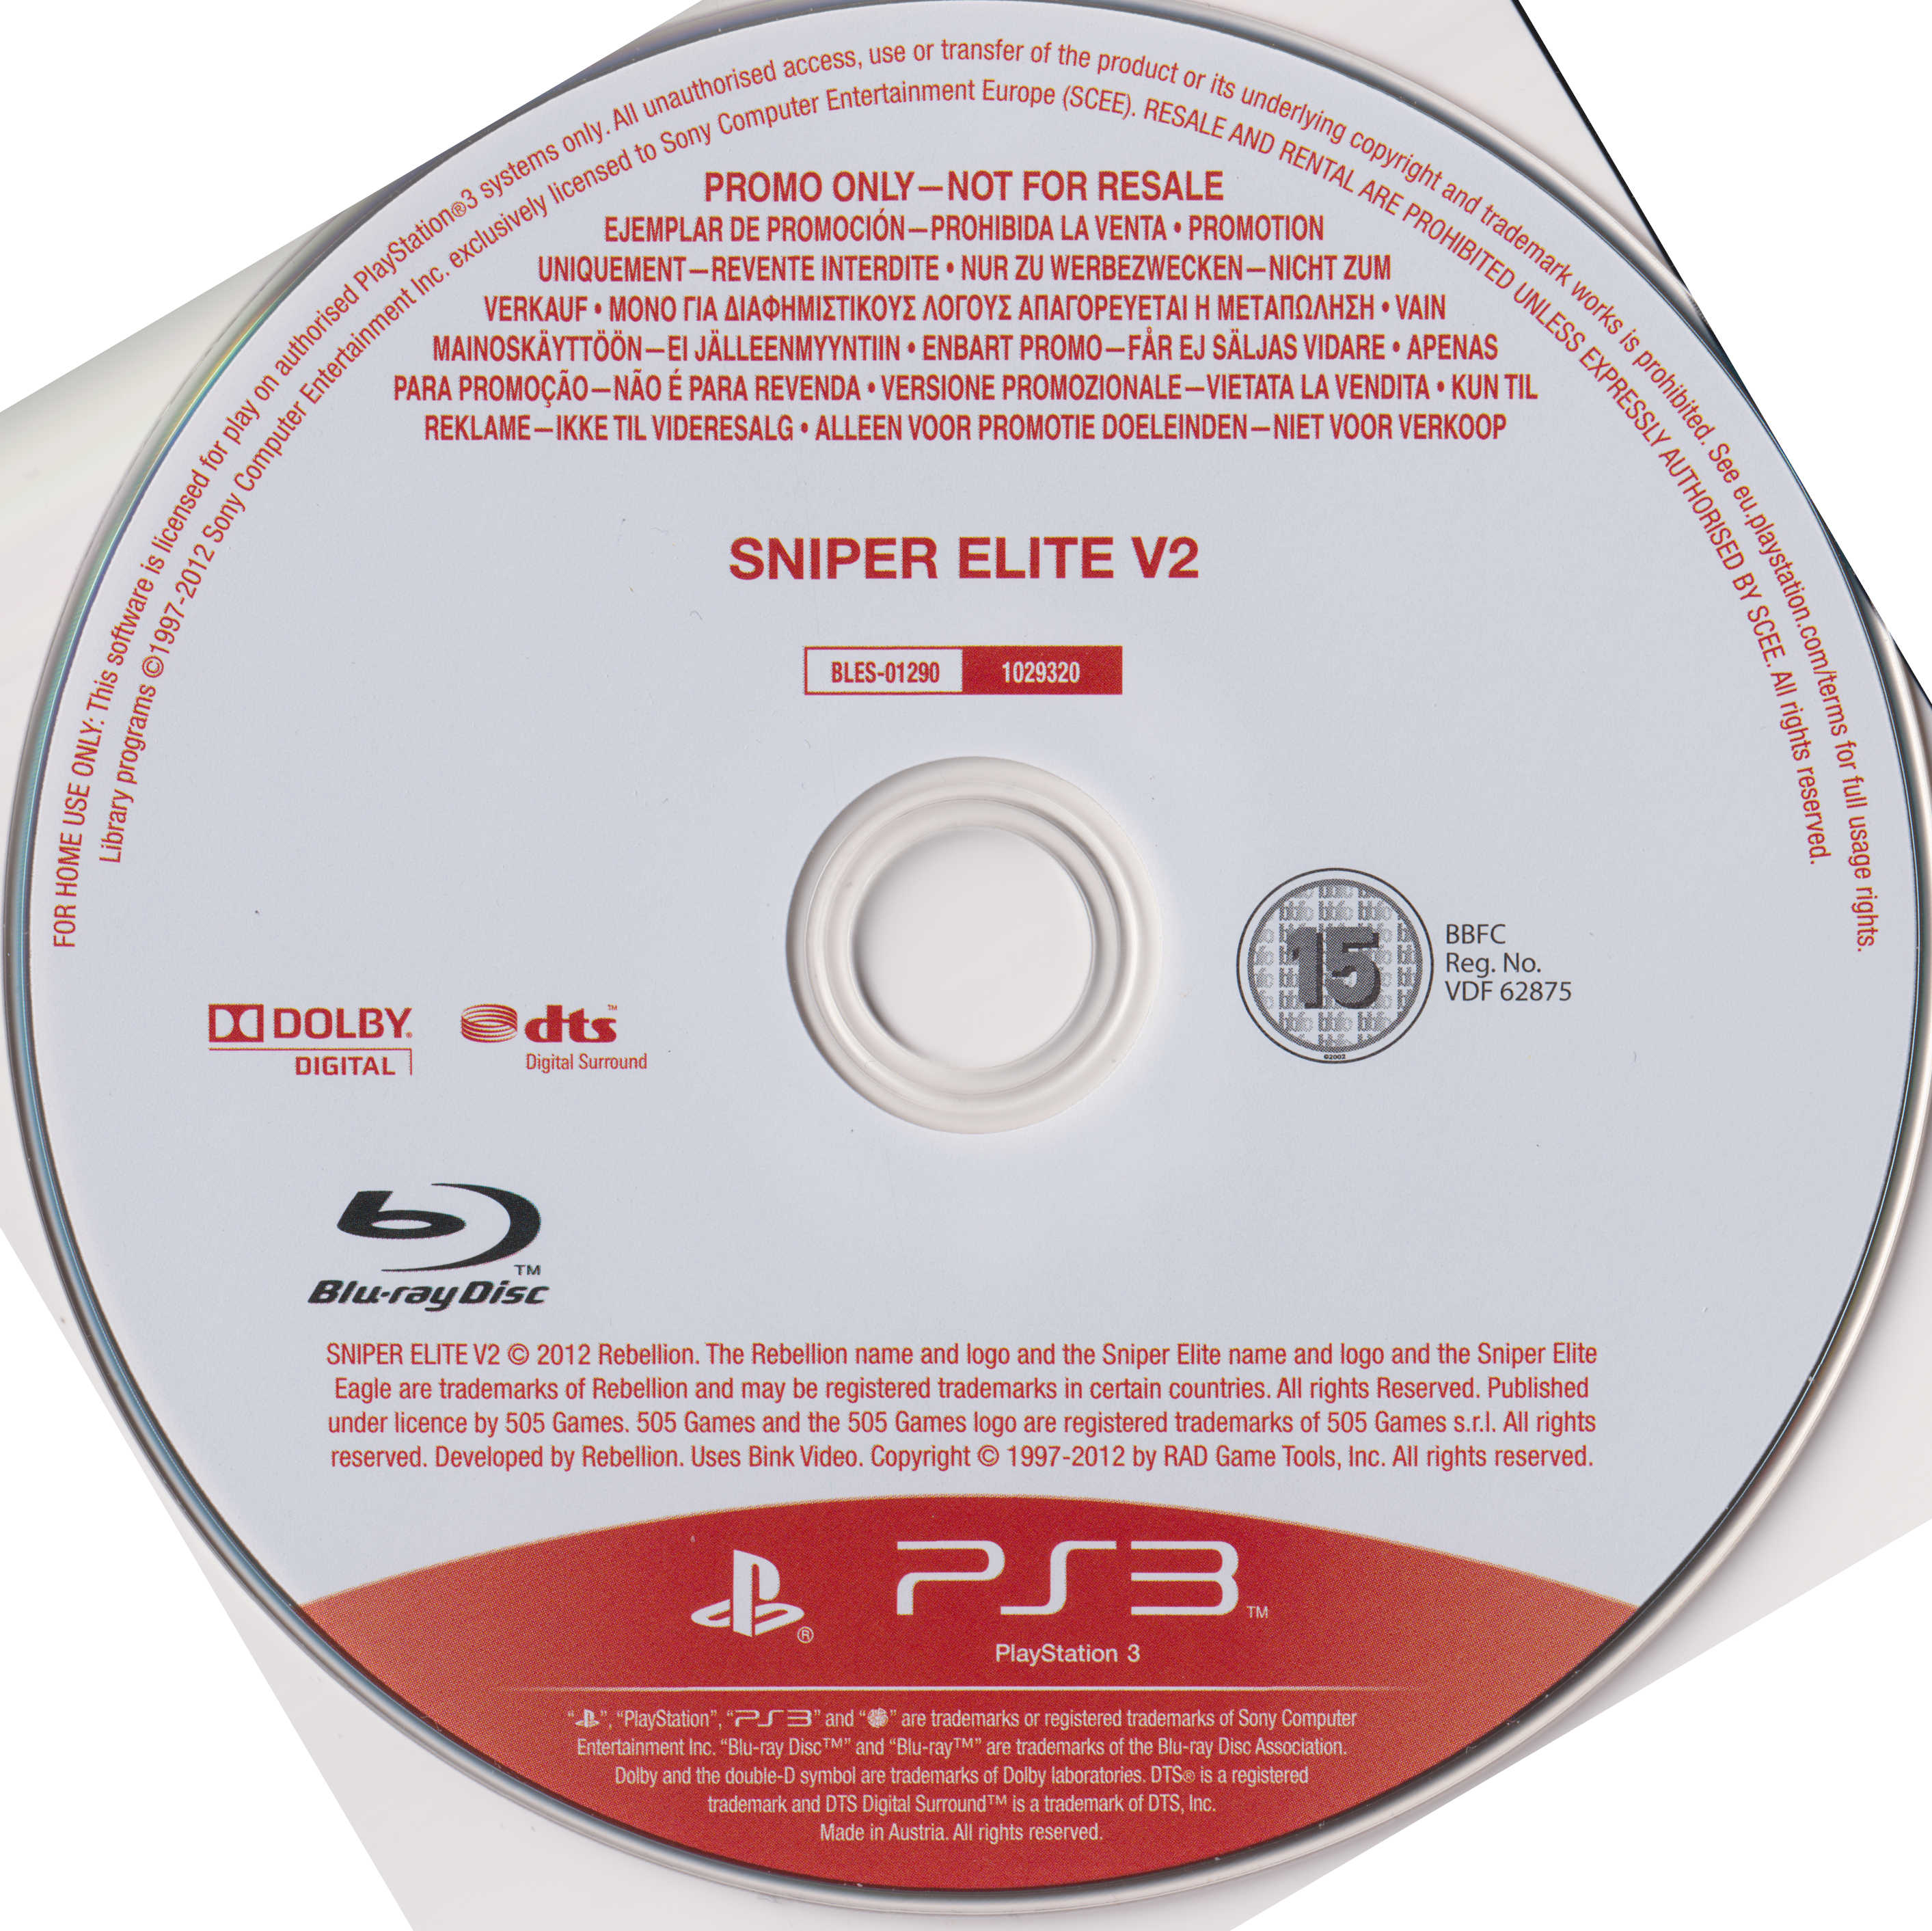 FOR HOME USE ONLY: This software is licensed for play on authorised PlayStation®3 systems only. All unauthorised access, use or transfer of the product or its underlying copyright and trademark works is prohibited. See eu.playstation.com/terms for full usage rights.
Library programs ©1997-2012 Sony Computer Entertainment Inc. exclusively licensed to Sony Computer Entertainment Europe (SCEE). RESALE AND RENTAL ARE PROHIBITED UNLESS EXPRESSLY AUTHORISED BY SCEE. All rights reserved.
PROMO ONLY—NOT FOR RESALE
EJEMPLAR DE PROMOCIÓN—PROHIBIDA LA VENTA • PROMOTION
UNIQUEMENT—REVENTE INTERDITE • NUR ZU WERBEZWECKEN—NICHT ZUM
VERKAUF • ΜΟΝΟ ΓΙΑ ΔΙΑΦΗΜΙΣΤΙΚΟΥΣ ΛΟΓΟΥΣ ΑΠΑΓΟΡΕΥΕΤΑΙ Η ΜΕΤΑΠΩΛΗΣΗ • VAIN
MAINOSKÄYTTÖÖN—EI JÄLLEENMYYNTIIN • ENBART PROMO—FÅR EJ SÄLJAS VIDARE • APENAS
PARA PROMOÇÃO—NÃO É PARA REVENDA • VERSIONE PROMOZIONALE—VIETATA LA VENDITA • KUN TIL
REKLAME—IKKE TIL VIDERESALG • ALLEEN VOOR PROMOTIE DOELEINDEN—NIET VOOR VERKOOP
SNIPER ELITE V2
BLES-01290 1029320
15
©2002
BBFC
Reg. No.
VDF 62875
DOLBY®
DIGITAL
dts™
Digital Surround
Blu-ray Disc™
SNIPER ELITE V2 © 2012 Rebellion. The Rebellion name and logo and the Sniper Elite name and logo and the Sniper Elite
Eagle are trademarks of Rebellion and may be registered trademarks in certain countries. All rights Reserved. Published
under licence by 505 Games. 505 Games and the 505 Games logo are registered trademarks of 505 Games s.r.l. All rights
reserved. Developed by Rebellion. Uses Bink Video. Copyright © 1997-2012 by RAD Game Tools, Inc. All rights reserved.
® PS3™
PlayStation 3
“ ”, “PlayStation”, “PS3” and “ ” are trademarks or registered trademarks of Sony Computer
Entertainment Inc. “Blu-ray Disc™” and “Blu-ray™” are trademarks of the Blu-ray Disc Association.
Dolby and the double-D symbol are trademarks of Dolby laboratories. DTS® is a registered
trademark and DTS Digital Surround™ is a trademark of DTS, Inc.
Made in Austria. All rights reserved.